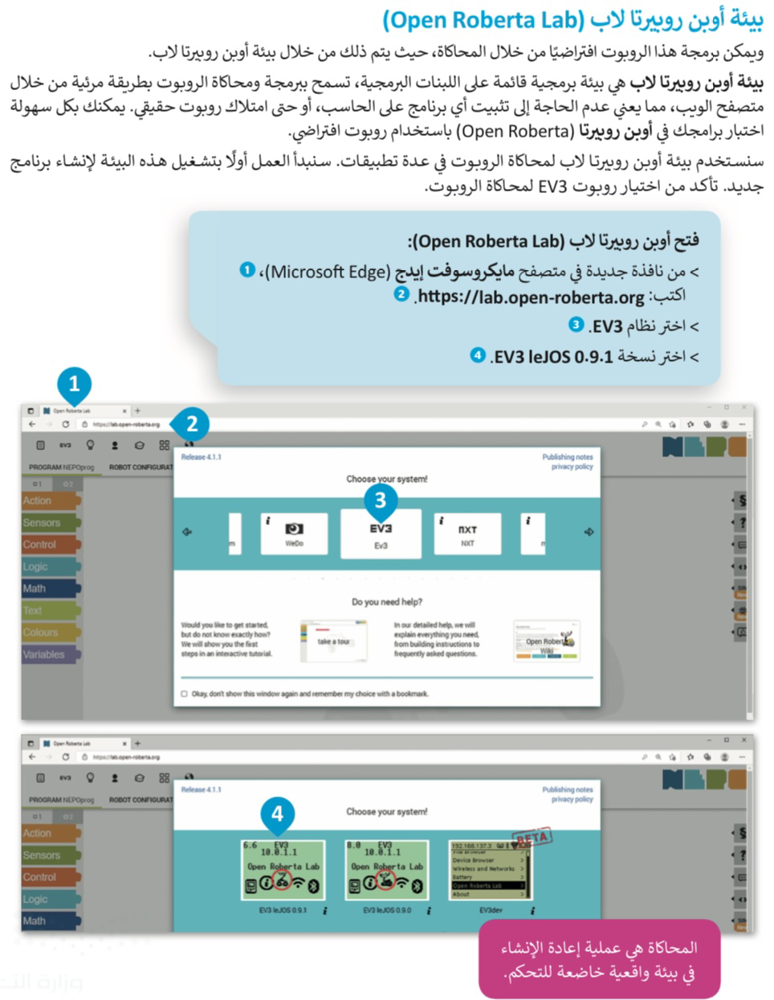 بيئة أوبن روبيرتا لاب (Open Roberta Lab)
ويمكن برمجة هذا الروبوت افتراضيًا من خلال المحاكاة، حيث يتم ذلك من خلال بيئة أوبن روبيرتا لاب.
بيئة أوبن روبيرتا لاب هي بيئة برمجية قائمة على اللبنات البرمجية، تسمح ببرمجة ومحاكاة الروبوت بطريقة مرئية من خلال
متصفح الويب، مما يعني عدم الحاجة إلى تثبيت أي برنامج على الحاسب، أو حتى امتلاك روبوت حقيقي. يمكنك بكل سهولة
اختبار برامجك في أوبن روبيرتا (Open Roberta) باستخدام روبوت افتراضي.
سنستخدم بيئة أوبن روبيرتا لاب لمحاكاة الروبوت في عدة تطبيقات. سنبدأ العمل أولًا بتشغيل هذه البيئة لإنشاء برنامج
جديد. تأكد من اختيار روبوت EV3 لمحاكاة الروبوت.
فتح أوبن روبيرتا لاب (Open Roberta Lab):
< من نافذة جديدة في متصفح مايكروسوفت إيدج (Microsoft Edge)، 1
اكتب: https://lab.open-roberta.org. 2
< اختر نظام EV3. 3
< اختر نسخة EV3 leJOS 0.9.1. 4
1
Open Roberta Lab
https://lab.open-roberta.org
2
EV3
PROGRAM NEPOprog ROBOT CONFIGURAT
1 2
Action
Sensors
Control
Logic
Math
Text
Colours
Variables
Release 4.1.1
Publishing notes
privacy policy
Choose your system!
3
WeDo
EV3
Ev3
NXT
NXT
Do you need help?
Would you like to get started,
but do not know exactly how?
We will show you the first
steps in an interactive tutorial.
take a tour
In our detailed help, we will
explain everything you need,
from building instructions to
frequently asked questions.
Open Roberta
Wiki
Okay, don't show this window again and remember my choice with a bookmark.
Open Roberta Lab
https://lab.open-roberta.org
EV3
PROGRAM NEPOprog ROBOT CONFIGURAT
1 2
Action
Sensors
Control
Logic
Math
Release 4.1.1
Publishing notes
privacy policy
Choose your system!
4
6.6 EV3
10.0.1.1
Open Roberta Lab
EV3 leJOS 0.9.1
8.0 EV3
10.0.1.1
Open Roberta Lab
EV3 leJOS 0.9.0
BETA
192.168.137.3
File Browser
Device Browser
Wireless and Networks
Battery
Open Roberta Lab
About
EV3dev
المحاكاة هي عملية إعادة الإنشاء
في بيئة واقعية خاضعة للتحكم.